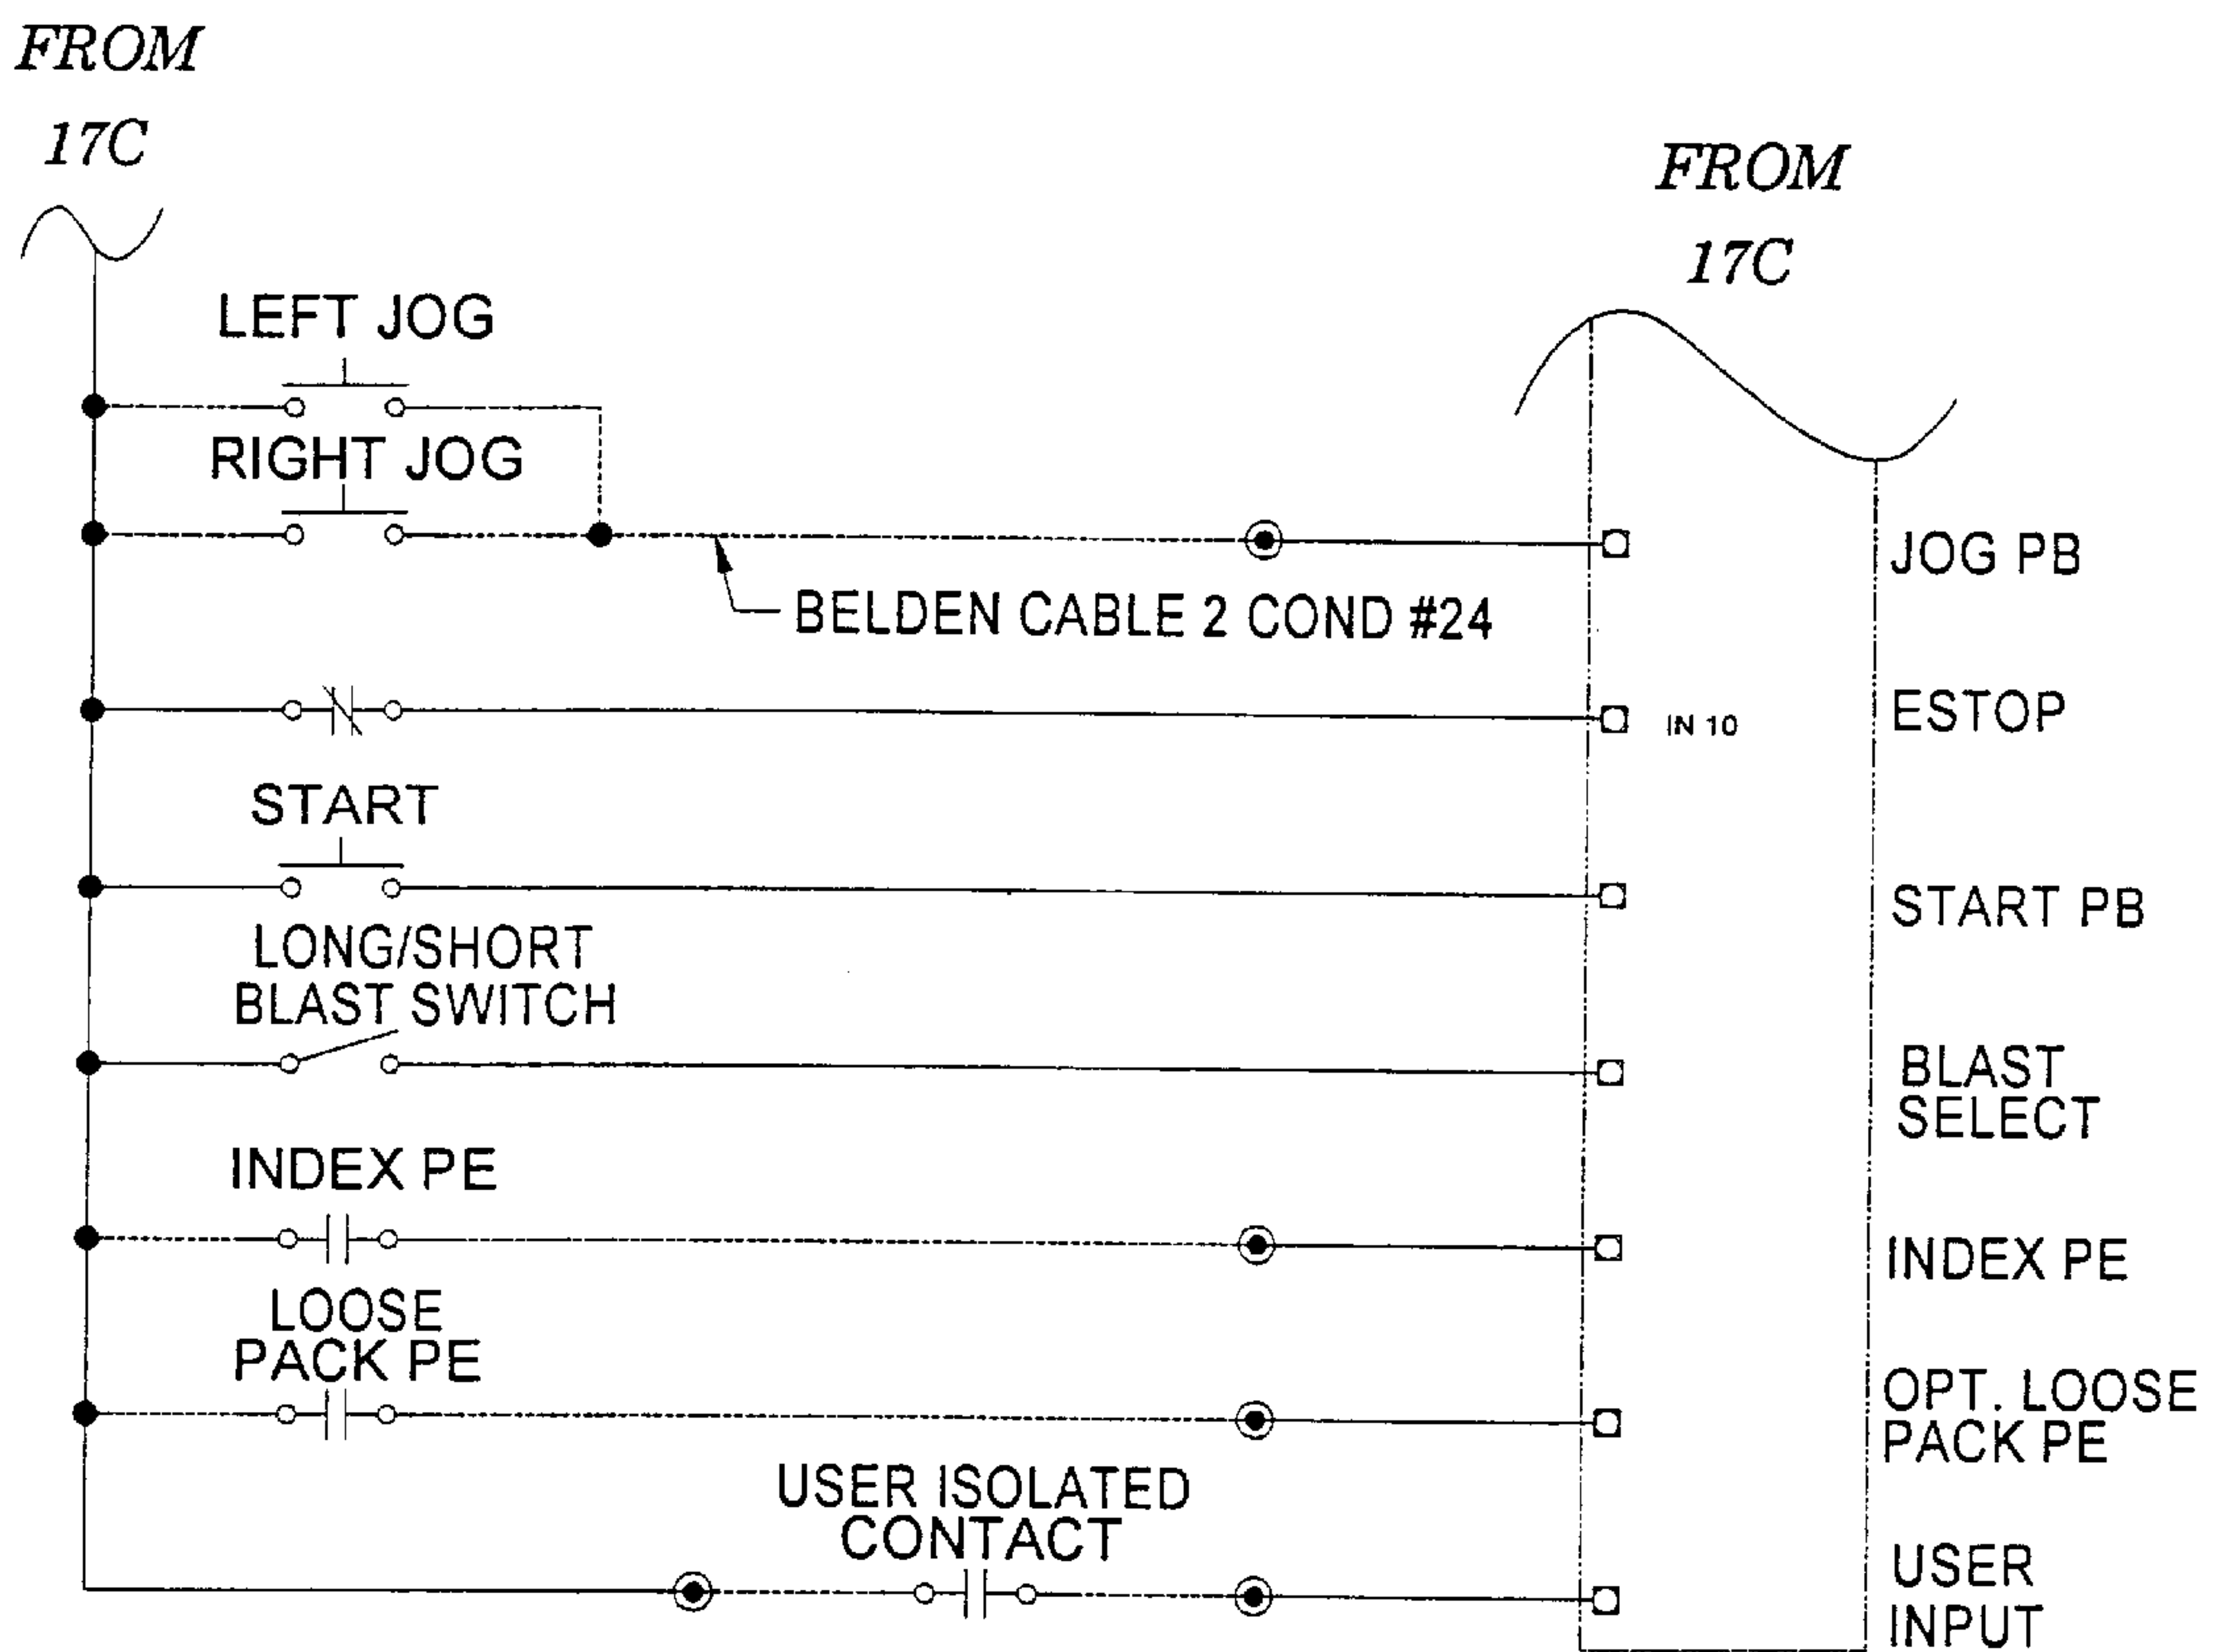 FROM
17C
FROM
17C
LEFT JOG
RIGHT JOG
JOG PB
BELDEN CABLE 2 COND #24
IN 10
ESTOP
START
START PB
LONG/SHORT
BLAST SWITCH
BLAST
SELECT
INDEX PE
INDEX PE
LOOSE
PACK PE
OPT. LOOSE
PACK PE
USER ISOLATED
CONTACT
USER
INPUT